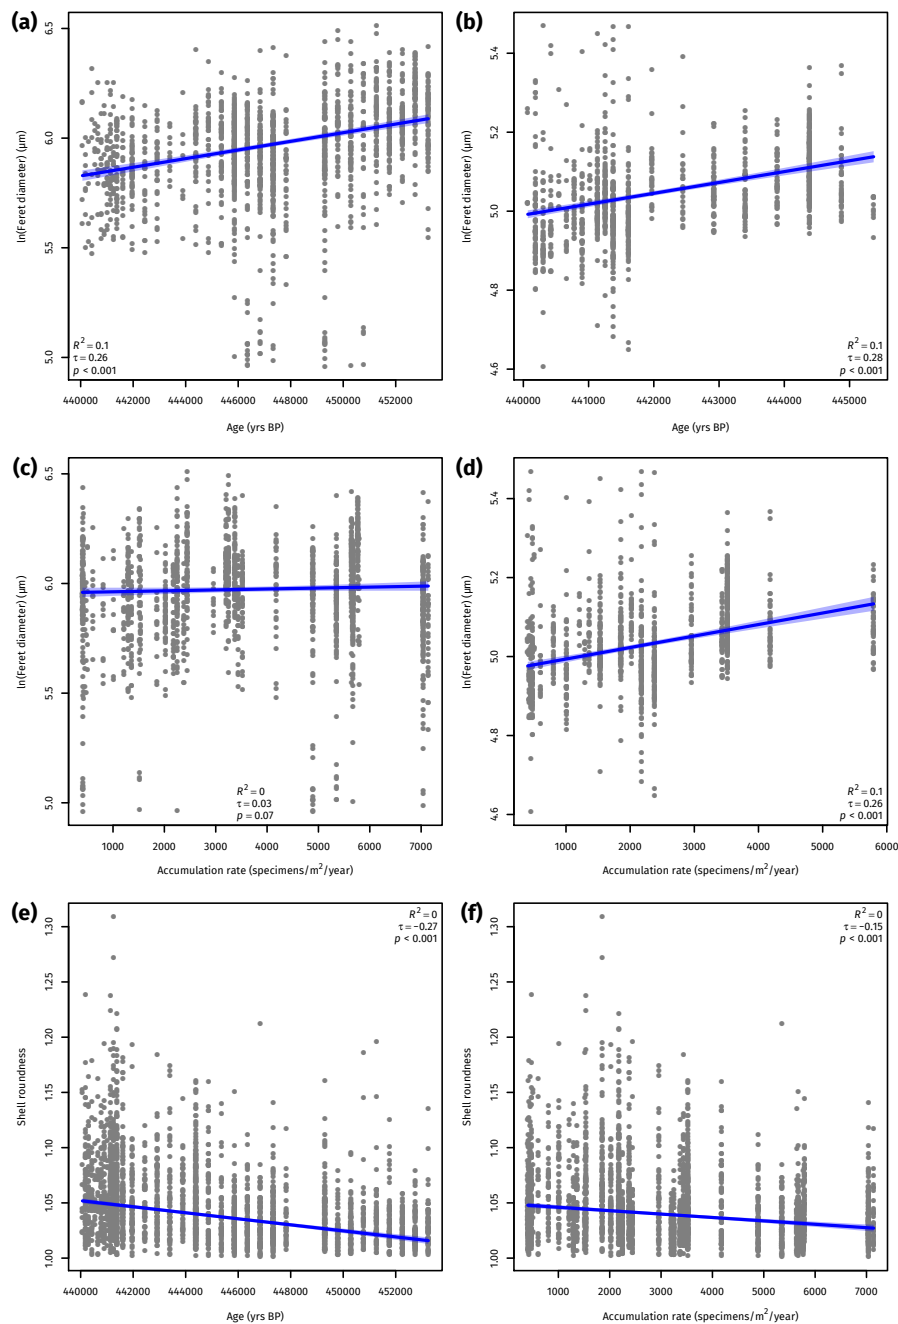 (a)
ln(Feret diameter) (μm)
6.5
6.0
5.5
5.0
R² = 0.1
τ = 0.26
p < 0.001
440000 442000 444000 446000 448000 450000 452000
Age (yrs BP)
(b)
ln(Feret diameter) (μm)
5.4
5.2
5.0
4.8
4.6
R² = 0.1
τ = 0.28
p < 0.001
440000 441000 442000 443000 444000 445000
Age (yrs BP)
(c)
ln(Feret diameter) (μm)
6.5
6.0
5.5
5.0
R² = 0
τ = 0.03
p = 0.07
1000 2000 3000 4000 5000 6000 7000
Accumulation rate (specimens/m²/year)
(d)
ln(Feret diameter) (μm)
5.4
5.2
5.0
4.8
4.6
R² = 0.1
τ = 0.26
p < 0.001
1000 2000 3000 4000 5000 6000
Accumulation rate (specimens/m²/year)
(e)
Shell roundness
1.30
1.25
1.20
1.15
1.10
1.05
1.00
R² = 0
τ = −0.27
p < 0.001
440000 442000 444000 446000 448000 450000 452000
Age (yrs BP)
(f)
Shell roundness
1.30
1.25
1.20
1.15
1.10
1.05
1.00
R² = 0
τ = −0.15
p < 0.001
1000 2000 3000 4000 5000 6000 7000
Accumulation rate (specimens/m²/year)